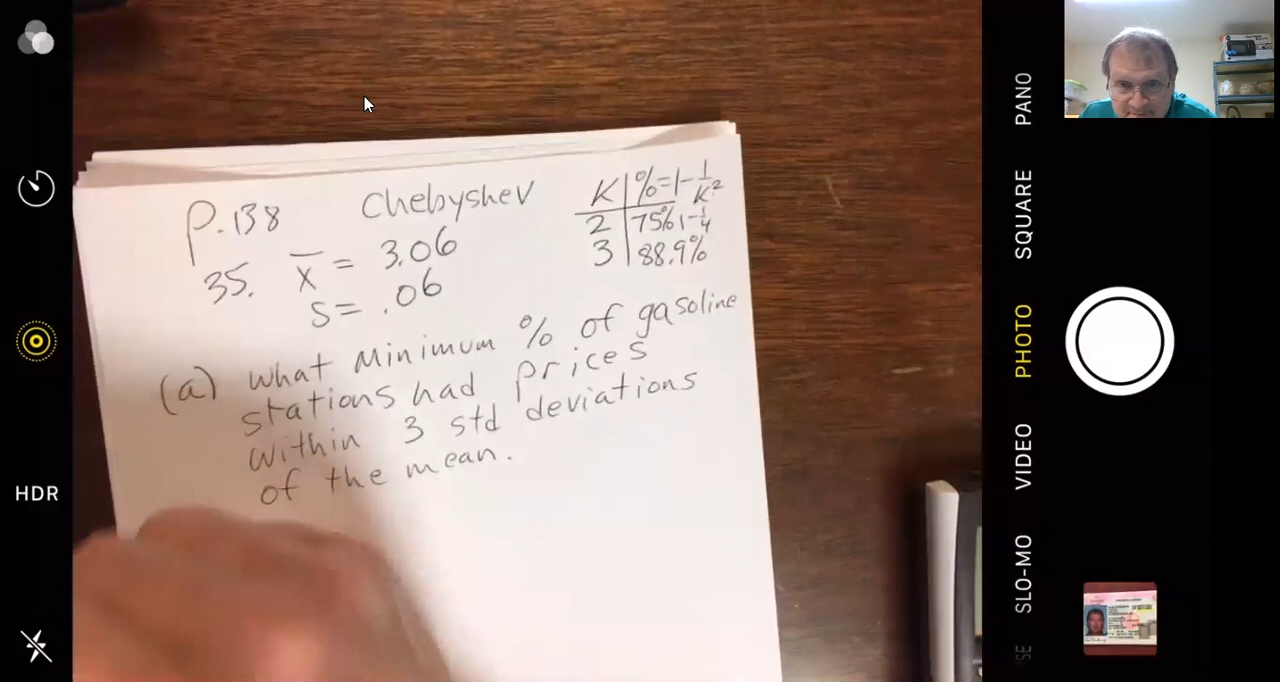 P.138 Chebyshev
K %=1-1/K²
2 75% 1-1/4
3 88.9%
35. x̄ = 3.06
s= .06
(a) what minimum % of gasoline
stations had prices
within 3 std deviations
of the mean.
HDR
PANO
SQUARE
PHOTO
VIDEO
SLO-MO
SE